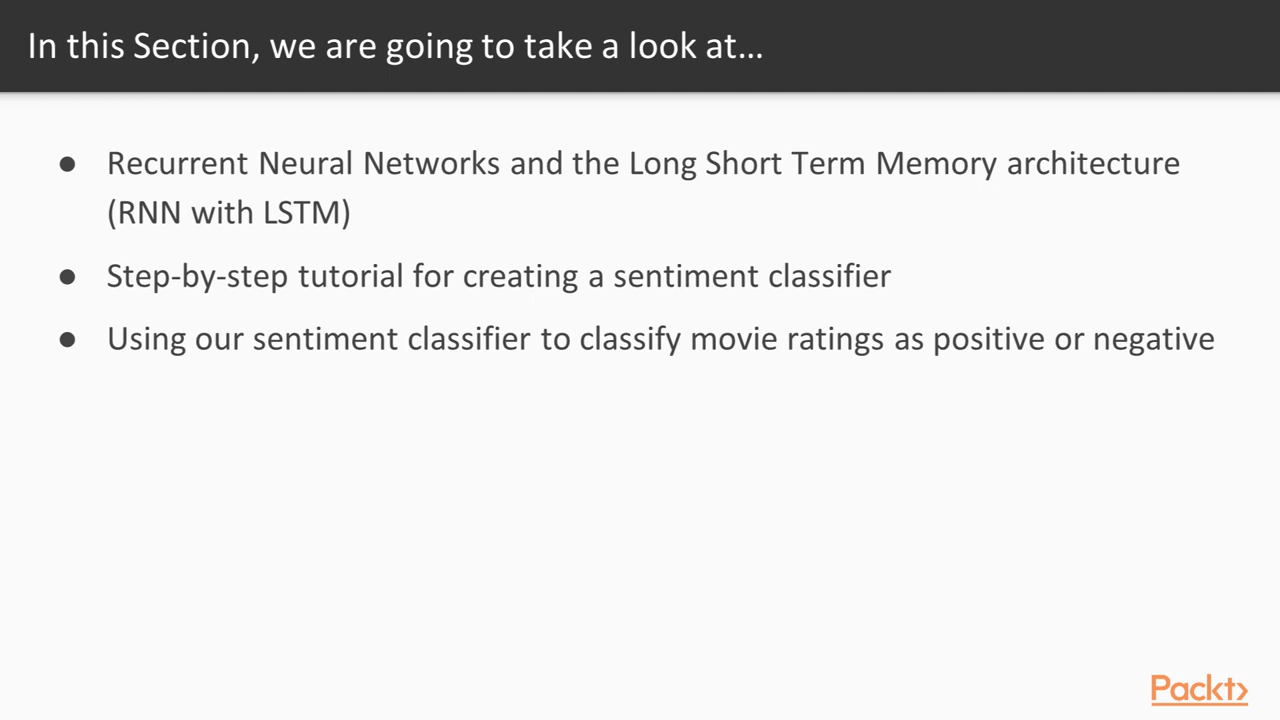 In this Section, we are going to take a look at...
● Recurrent Neural Networks and the Long Short Term Memory architecture
(RNN with LSTM)
● Step-by-step tutorial for creating a sentiment classifier
● Using our sentiment classifier to classify movie ratings as positive or negative
Packt>